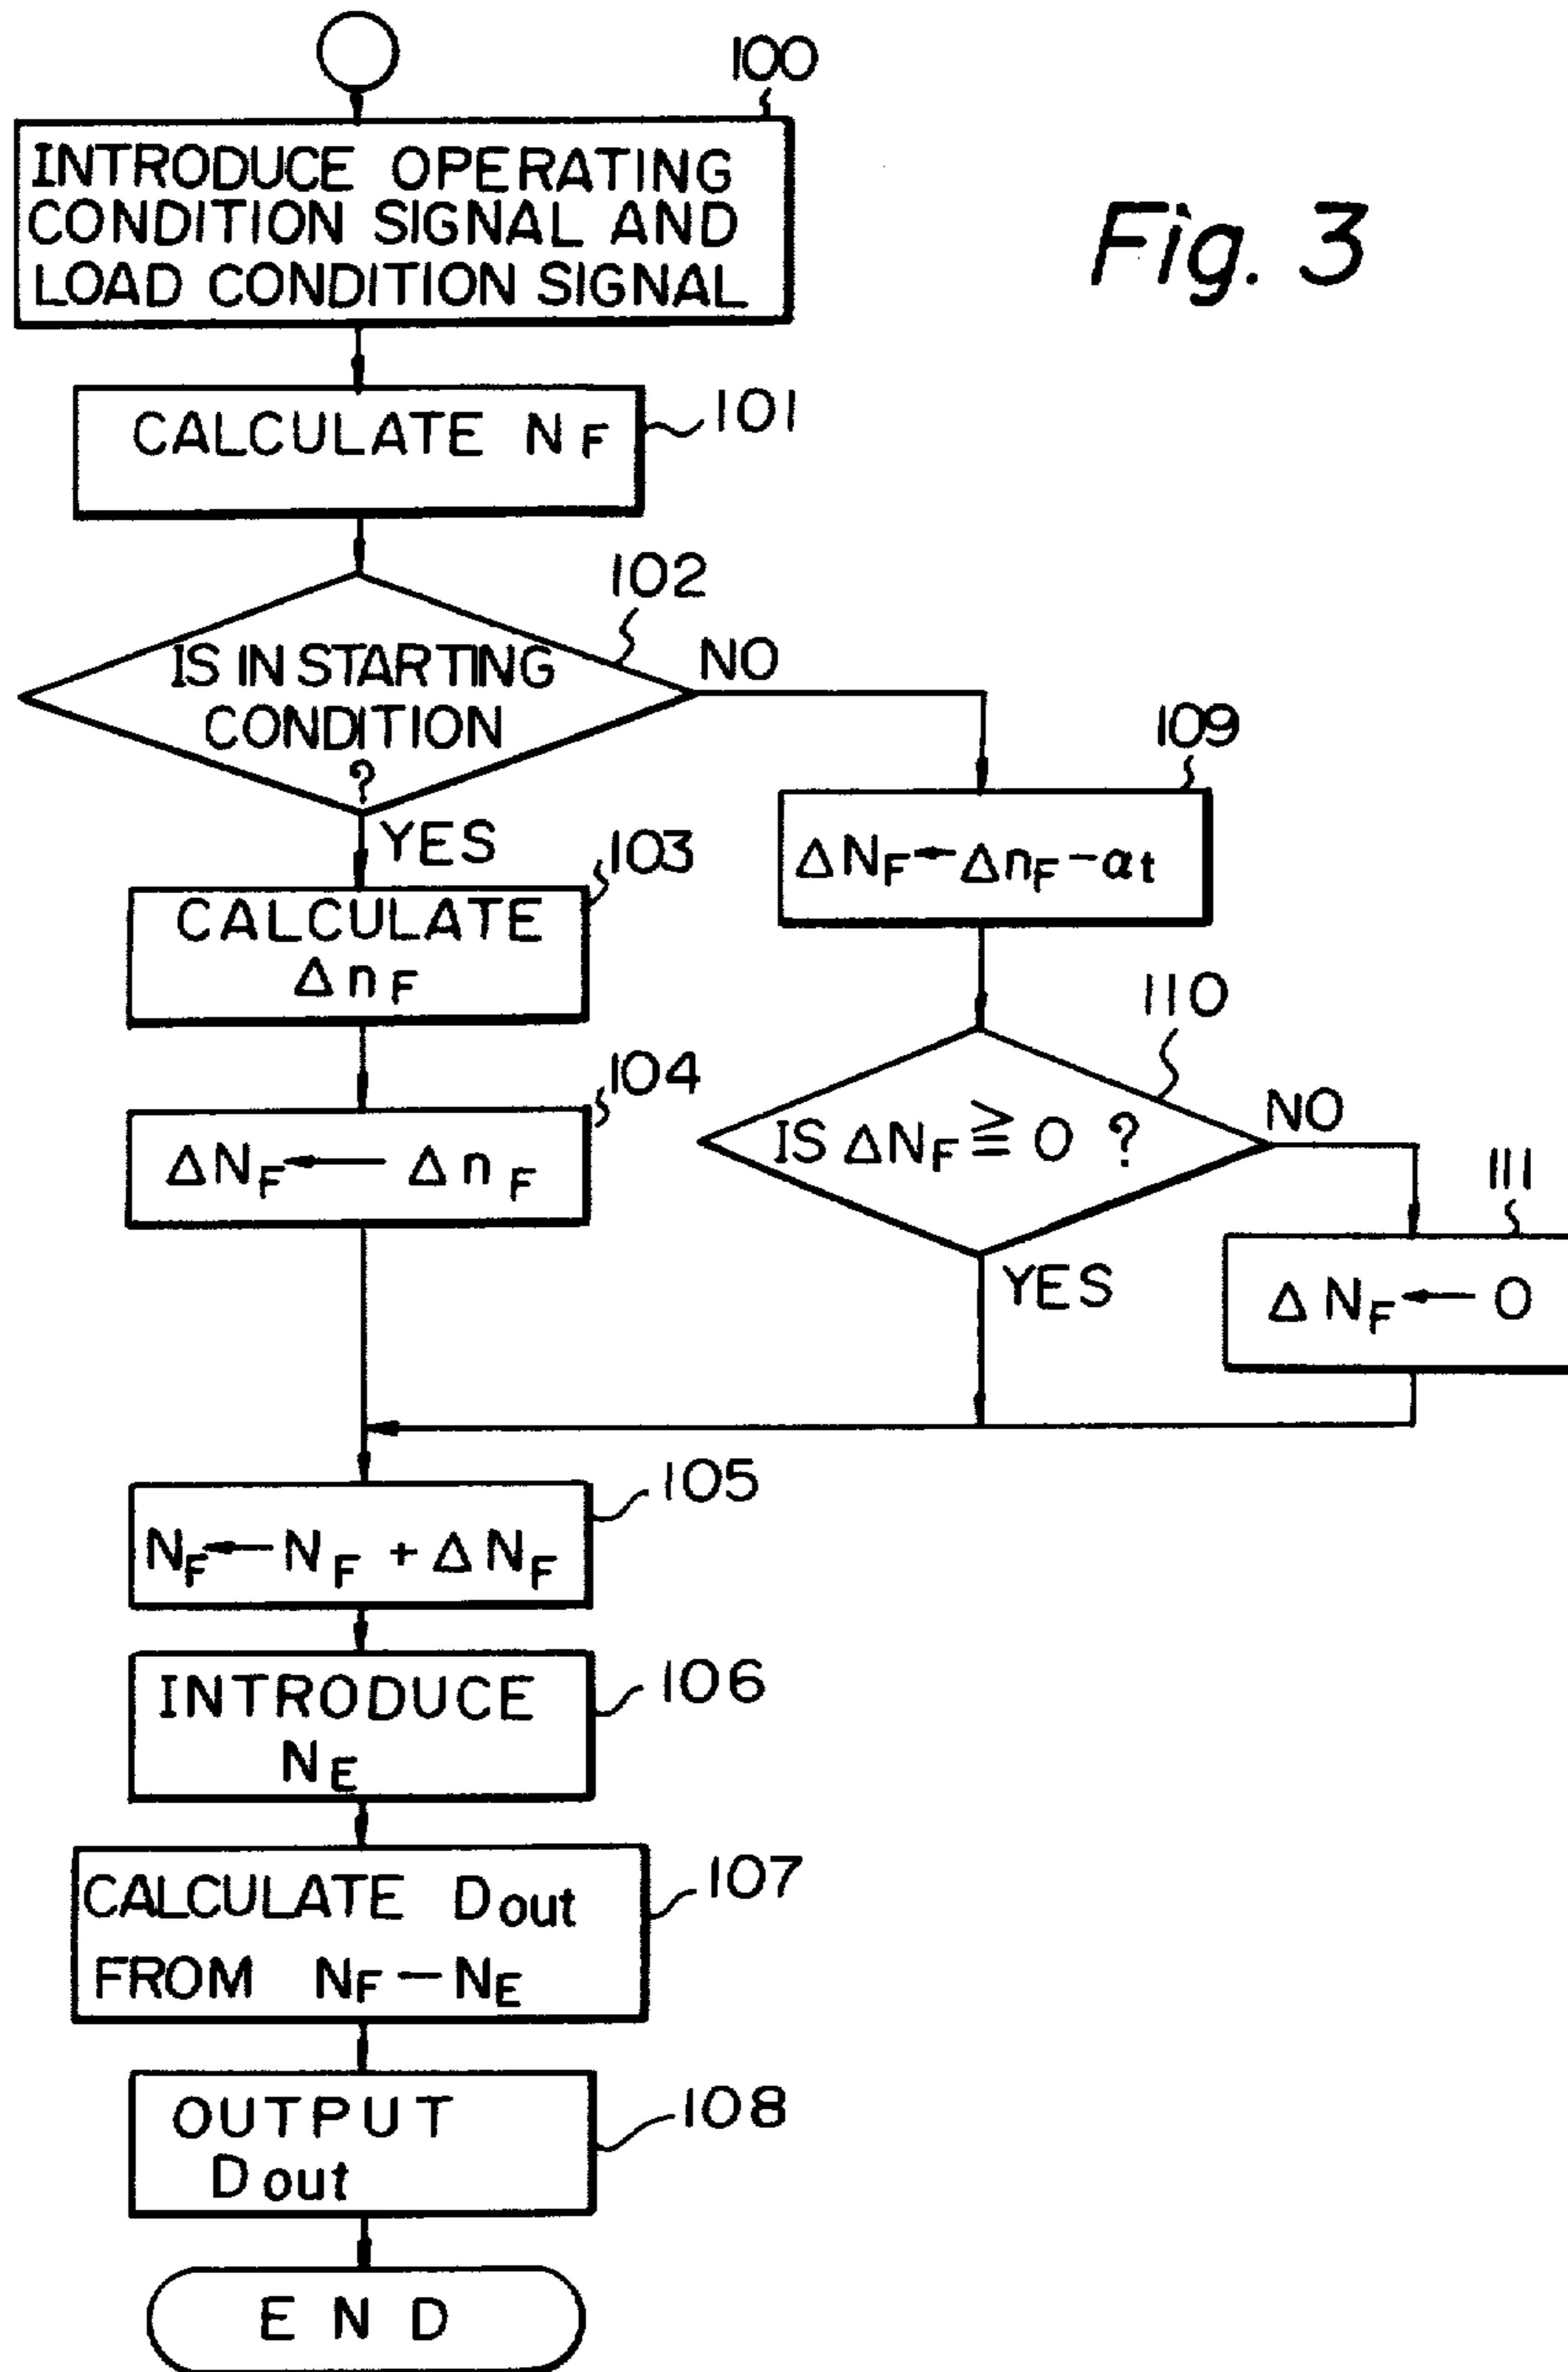 100
INTRODUCE OPERATING
CONDITION SIGNAL AND
LOAD CONDITION SIGNAL
Fig. 3
CALCULATE NF
101
102
IS IN STARTING
CONDITION
?
NO
YES
109
ΔNF ← ΔnF - αt
103
CALCULATE
ΔnF
110
104
ΔNF ← ΔnF
IS ΔNF ≧ 0 ?
NO
YES
111
ΔNF ← 0
105
NF ← NF + ΔNF
106
INTRODUCE
NE
107
CALCULATE Dout
FROM NF - NE
108
OUTPUT
Dout
END